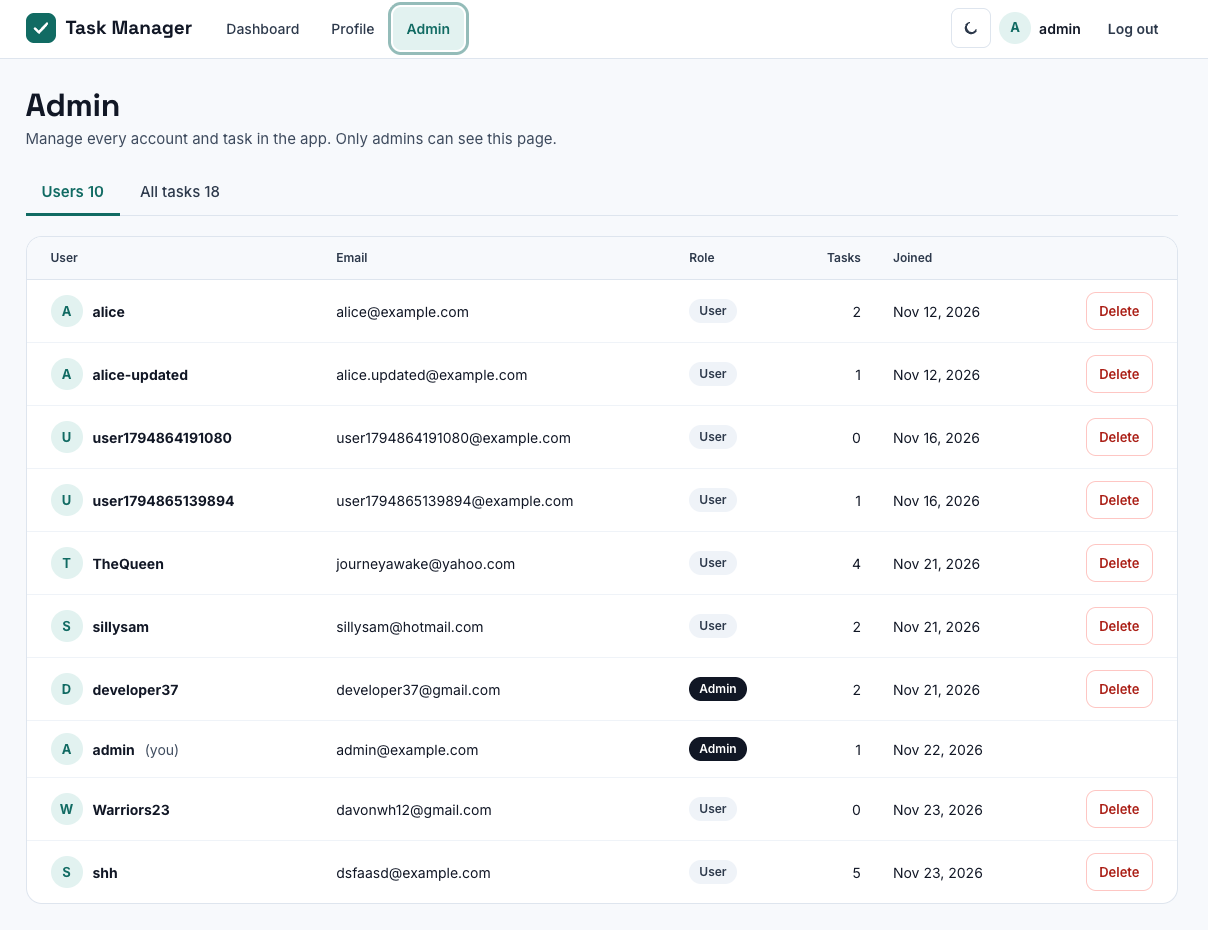 Task Manager Dashboard Profile Admin A admin Log out
Admin
Manage every account and task in the app. Only admins can see this page.
Users 10 All tasks 18
User Email Role Tasks Joined
A alice alice@example.com User 2 Nov 12, 2026 Delete
A alice-updated alice.updated@example.com User 1 Nov 12, 2026 Delete
U user1794864191080 user1794864191080@example.com User 0 Nov 16, 2026 Delete
U user1794865139894 user1794865139894@example.com User 1 Nov 16, 2026 Delete
T TheQueen journeyawake@yahoo.com User 4 Nov 21, 2026 Delete
S sillysam sillysam@hotmail.com User 2 Nov 21, 2026 Delete
D developer37 developer37@gmail.com Admin 2 Nov 21, 2026 Delete
A admin (you) admin@example.com Admin 1 Nov 22, 2026
W Warriors23 davonwh12@gmail.com User 0 Nov 23, 2026 Delete
S shh dsfaasd@example.com User 5 Nov 23, 2026 Delete